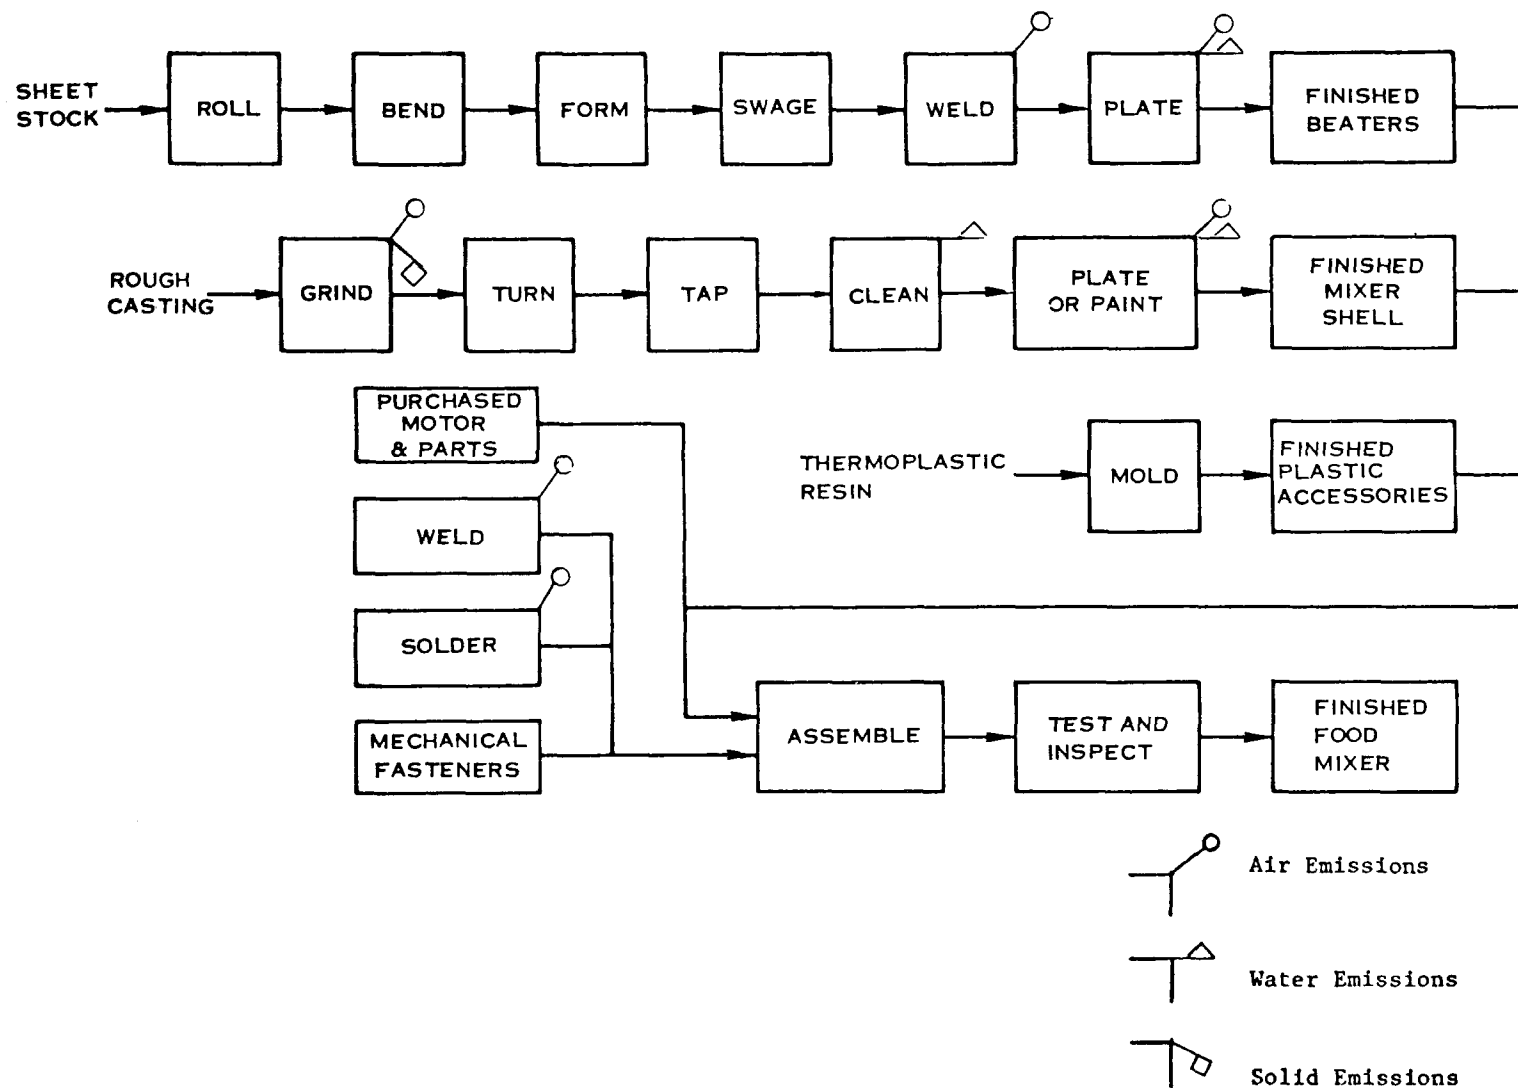 SHEET
STOCK
ROLL
BEND
FORM
SWAGE
WELD
PLATE
FINISHED
BEATERS
ROUGH
CASTING
GRIND
TURN
TAP
CLEAN
PLATE
OR PAINT
FINISHED
MIXER
SHELL
PURCHASED
MOTOR
& PARTS
THERMOPLASTIC
RESIN
MOLD
FINISHED
PLASTIC
ACCESSORIES
WELD
SOLDER
MECHANICAL
FASTENERS
ASSEMBLE
TEST AND
INSPECT
FINISHED
FOOD
MIXER
Air Emissions
Water Emissions
Solid Emissions